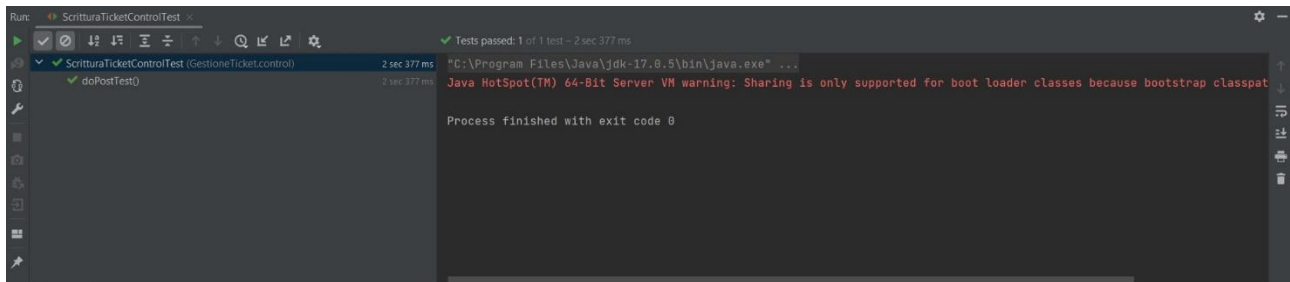 Run: ScritturaTicketControlTest
Tests passed: 1 of 1 test – 2 sec 377 ms
ScritturaTicketControlTest (GestioneTicket.control) 2 sec 377 ms
doPostTest() 2 sec 377 ms
"C:\Program Files\Java\jdk-17.0.5\bin\java.exe" ...
Java HotSpot(TM) 64-Bit Server VM warning: Sharing is only supported for boot loader classes because bootstrap classpat
Process finished with exit code 0